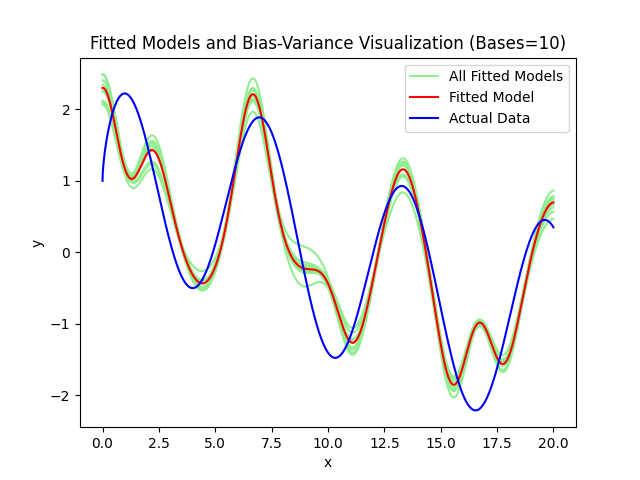 Fitted Models and Bias-Variance Visualization (Bases=10)
All Fitted Models
Fitted Model
Actual Data
y
2
1
0
−1
−2
0.0 2.5 5.0 7.5 10.0 12.5 15.0 17.5 20.0
x